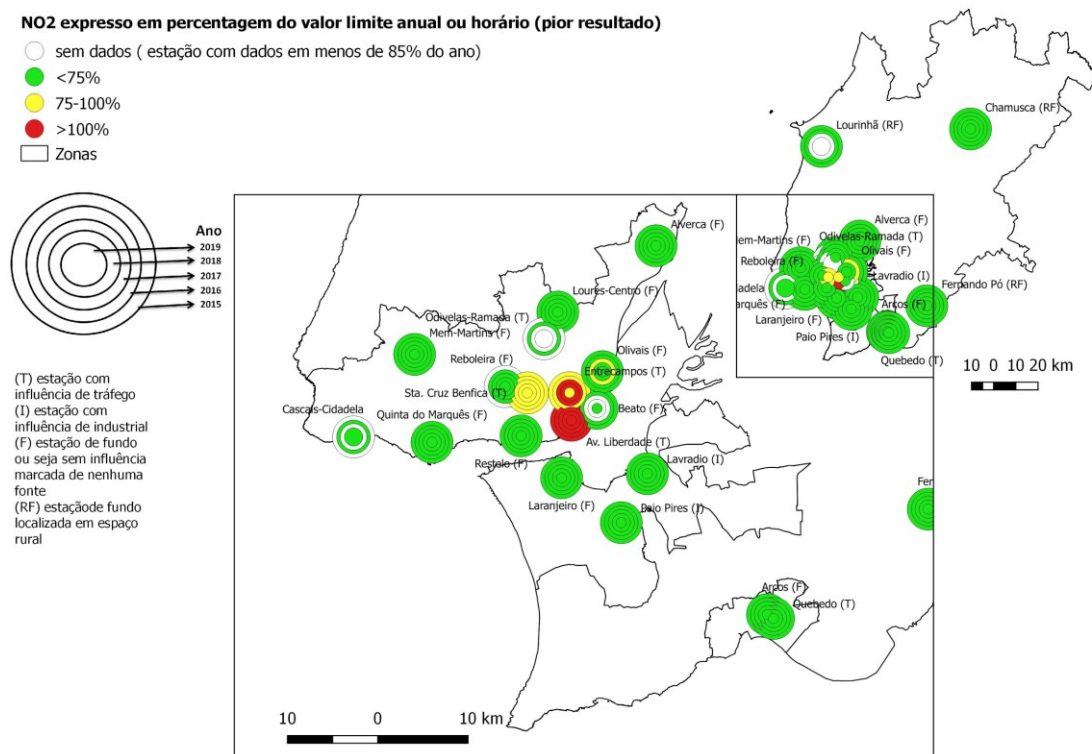 NO2 expresso em percentagem do valor limite anual ou horário (pior resultado)
sem dados ( estação com dados em menos de 85% do ano)
<75%
75-100%
>100%
Zonas
Ano
2019
2018
2017
2016
2015
(T) estação com
influência de tráfego
(I) estação com
influência de industrial
(F) estação de fundo
ou seja sem influência
marcada de nenhuma
fonte
(RF) estaçãode fundo
localizada em espaço
rural
Chamusca (RF)
Lourinhã (RF)
Alverca (F)
Odivelas-Ramada (T)
Mem-Martins (F)
Olivais (F)
Reboleira (F)
Lavradio (I)
dadela
Fernando Pó (RF)
arquês (F)
Arcos (F)
Laranjeiro (F)
Paio Pires (I)
Quebedo (T)
10 0 10 20 km
Alverca (F)
Loures-Centro (F)
Odivelas-Ramada (T)
Mem-Martins (F)
Olivais (F)
Reboleira (F)
Entrecampos (T)
Sta. Cruz Benfica (T)
Cascais-Cidadela
Quinta do Marquês (F)
Beato (F)
Av. Liberdade (T)
Restelo (F)
Lavradio (I)
Laranjeiro (F)
Paio Pires (I)
Fer
Arcos (F)
Quebedo (T)
10 0 10 km